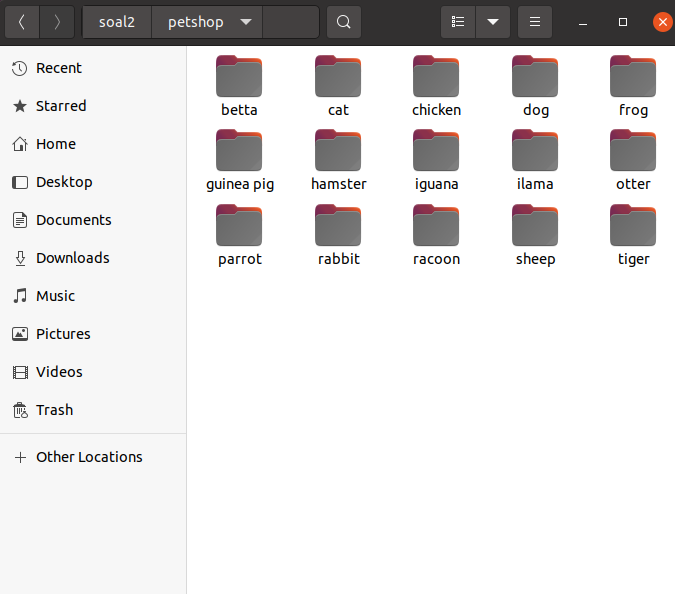 soal2 petshop
Recent
Starred
Home
Desktop
Documents
Downloads
Music
Pictures
Videos
Trash
Other Locations
betta cat chicken dog frog
guinea pig hamster iguana ilama otter
parrot rabbit racoon sheep tiger